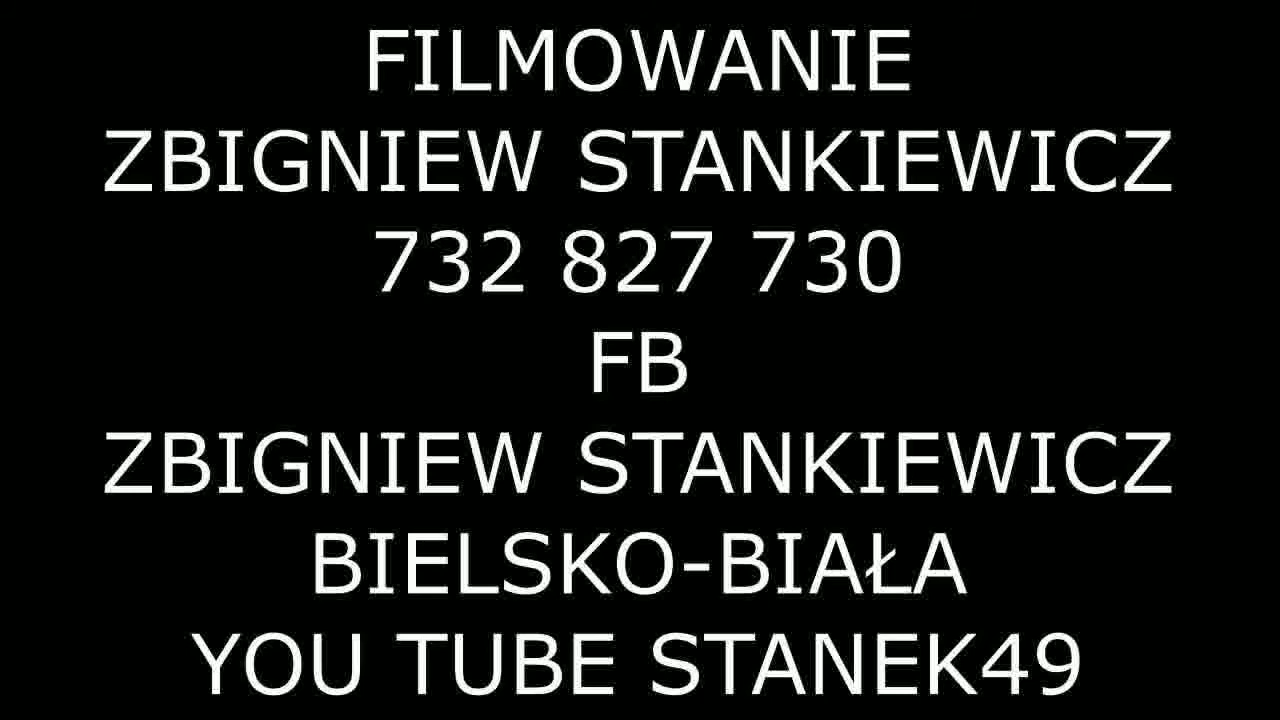 FILMOWANIE
ZBIGNIEW STANKIEWICZ
732 827 730
FB
ZBIGNIEW STANKIEWICZ
BIELSKO-BIAŁA
YOU TUBE STANEK49